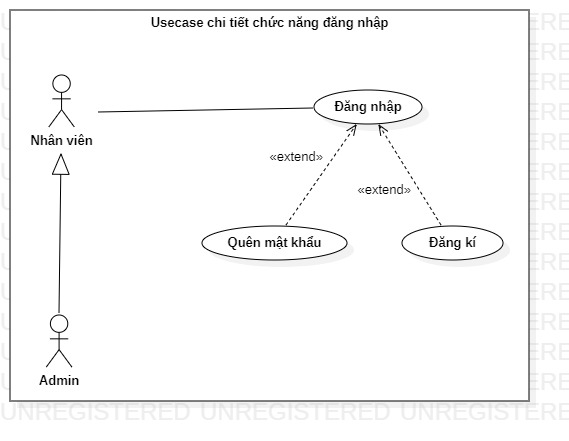 Usecase chi tiết chức năng đăng nhập
Đăng nhập
Nhân viên
«extend»
«extend»
Quên mật khẩu
Đăng kí
Admin
UNREGISTERED UNREGISTERED UNREGISTERED